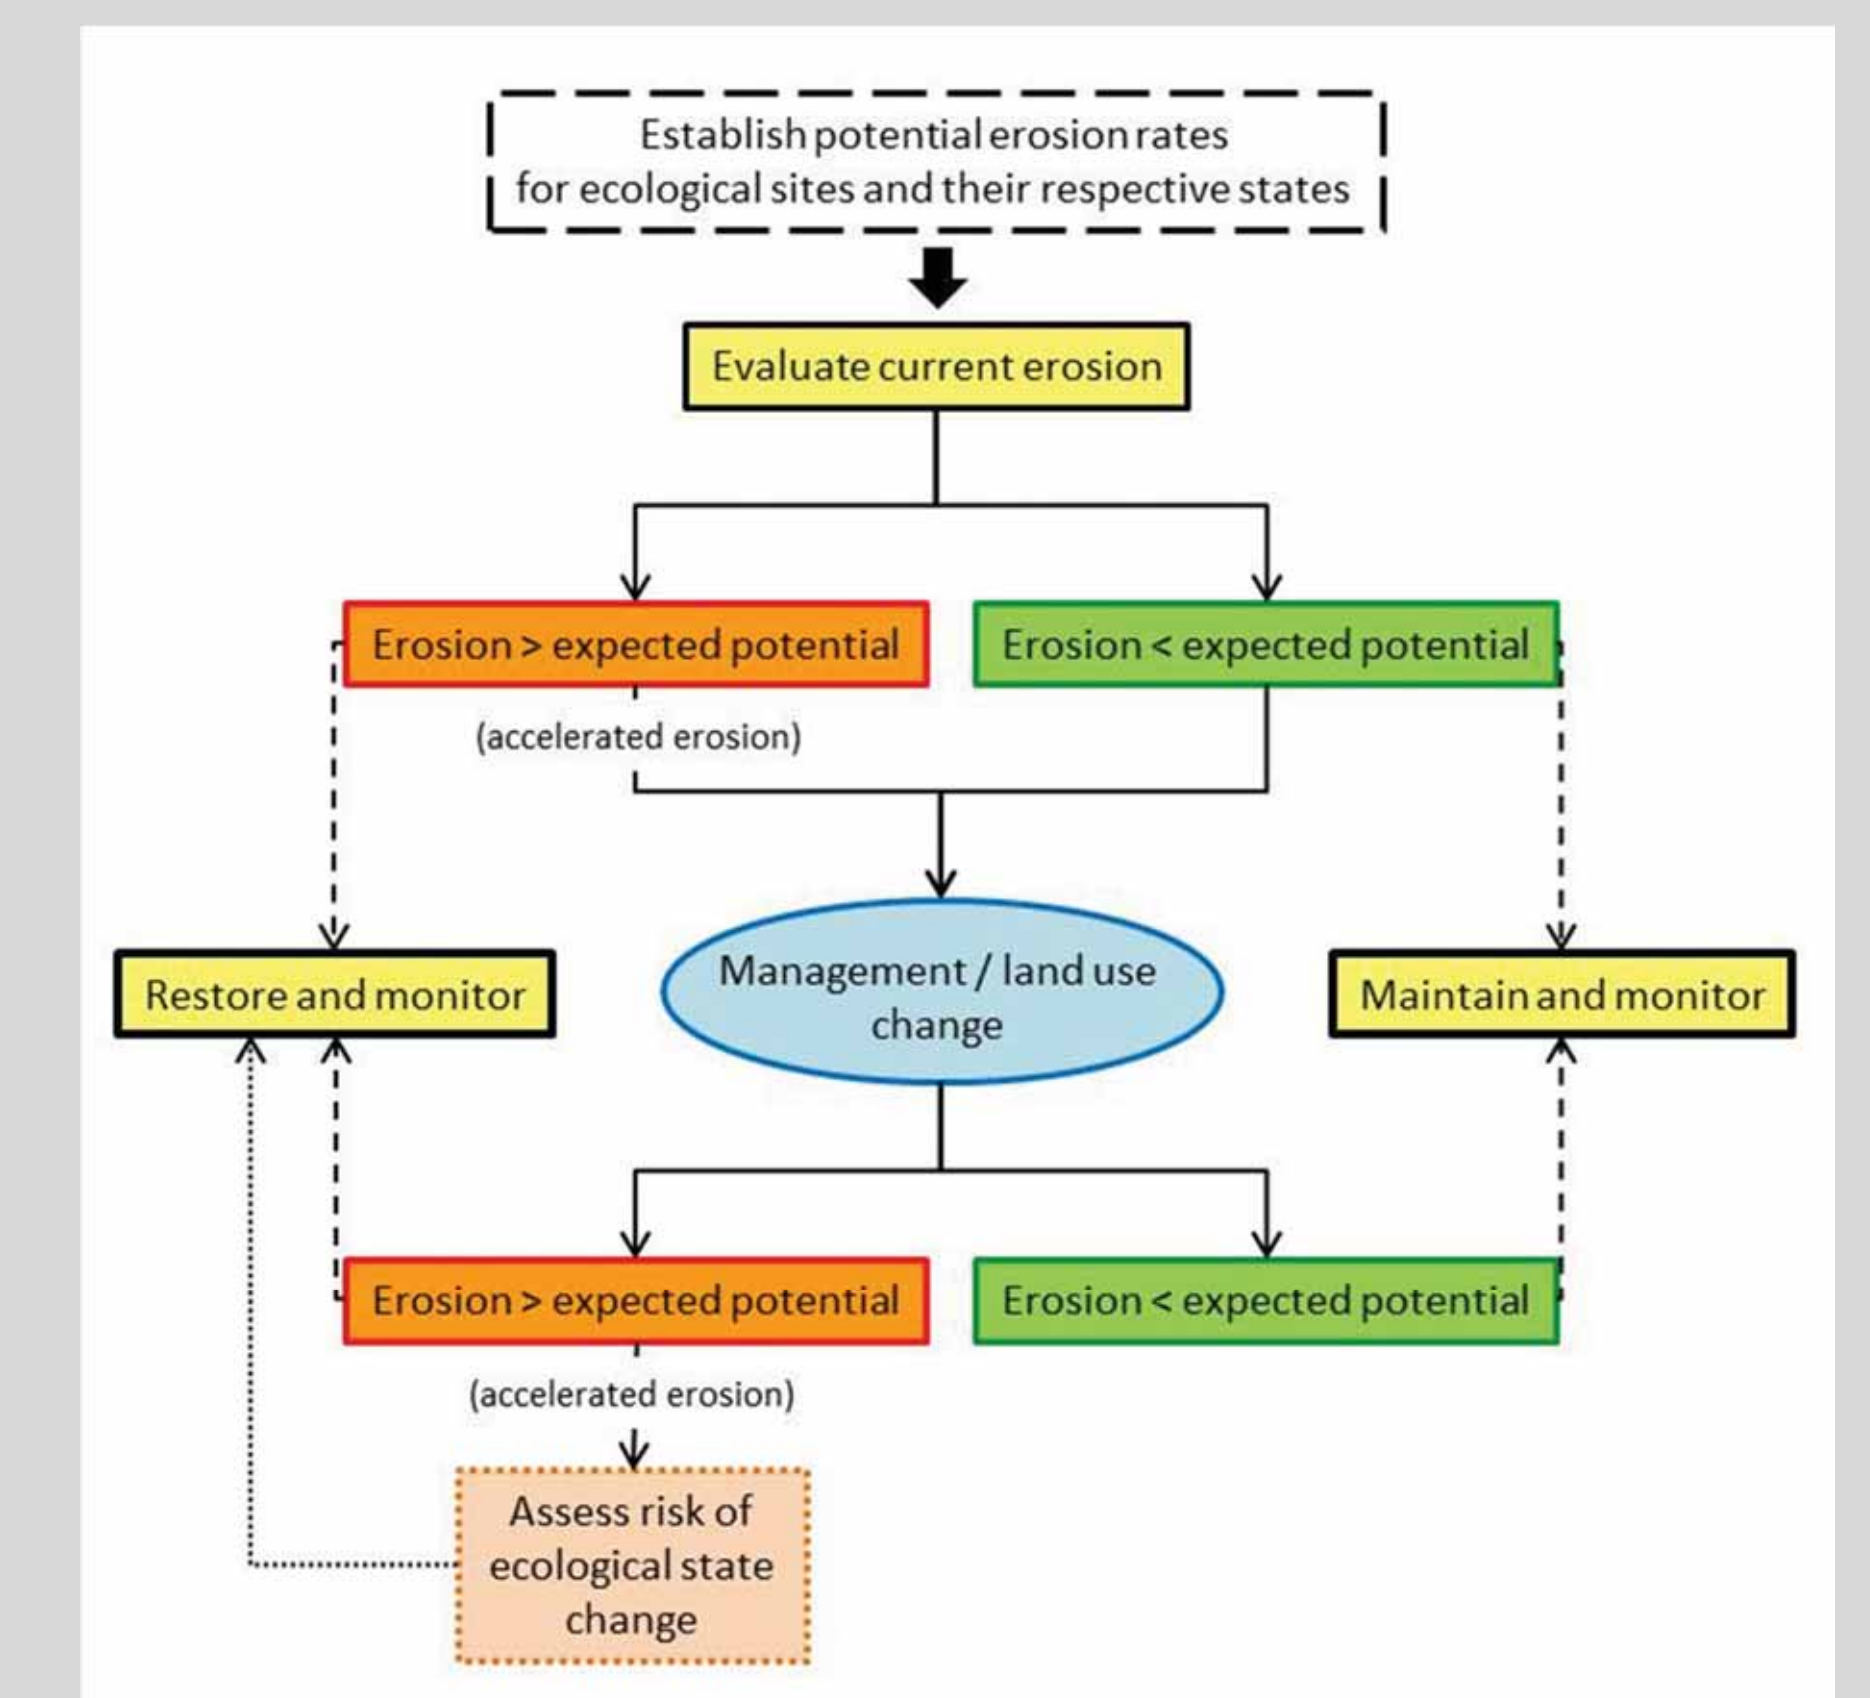 Establish potential erosion rates
for ecological sites and their respective states
Evaluate current erosion
Erosion > expected potential
Erosion < expected potential
(accelerated erosion)
Restore and monitor
Management / land use
change
Maintain and monitor
Erosion > expected potential
Erosion < expected potential
(accelerated erosion)
Assess risk of
ecological state
change